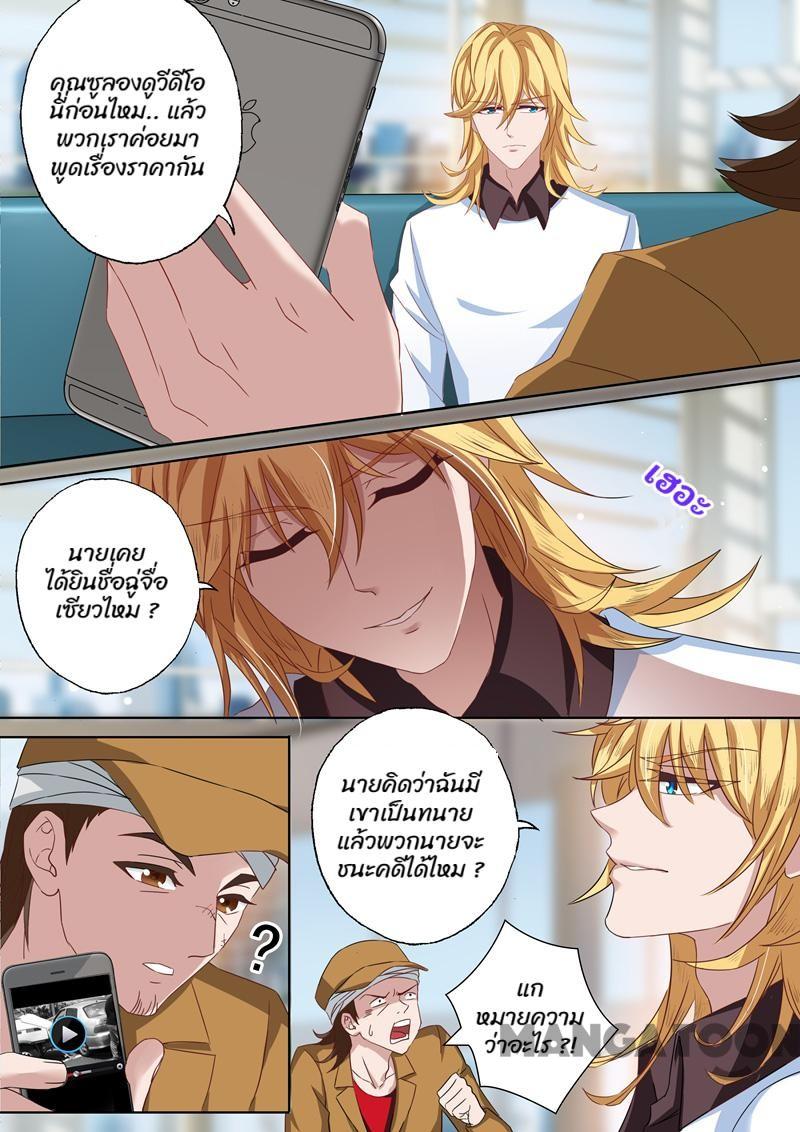 คุณซูลองดูวีดีโอ
นี่ก่อนไหม.. แล้ว
พวกเราค่อยมา
พูดเรื่องราคากัน
เฮอะ
นายเคย
ได้ยินชื่อฉู่จื่อ
เซียวไหม ?
นายคิดว่าฉันมี
เขาเป็นทนาย
แล้วพวกนายจะ
ชนะคดีได้ไหม ?
?
แก
หมายความ
ว่าอะไร ?!
MANGATOON